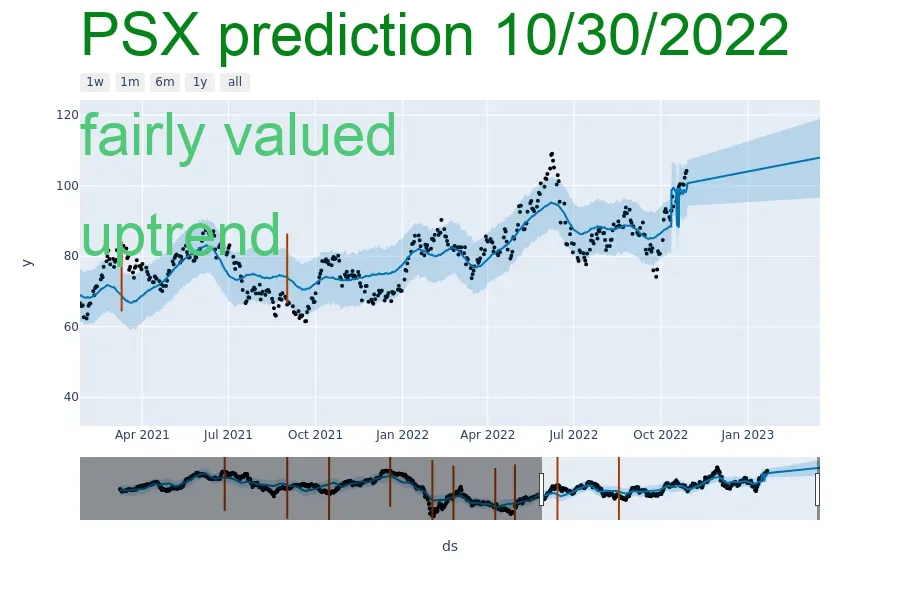 PSX prediction 10/30/2022
1w 1m 6m 1y all
fairly valued
uptrend
120
100
80
60
40
y
Apr 2021 Jul 2021 Oct 2021 Jan 2022 Apr 2022 Jul 2022 Oct 2022 Jan 2023
ds